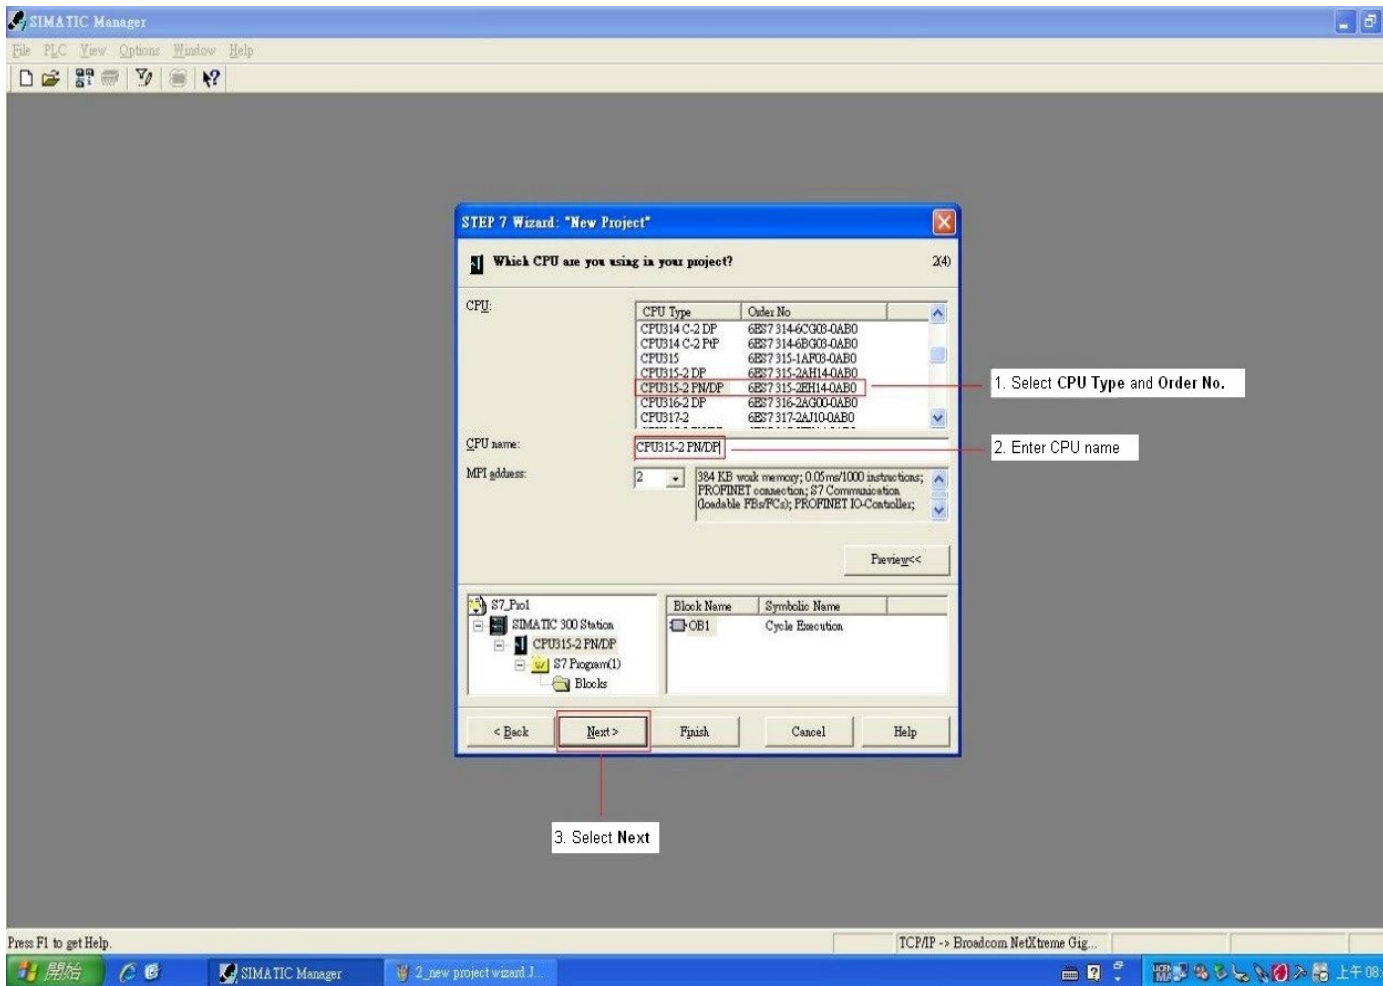 SIMATIC Manager
File PLC View Options Window Help
STEP 7 Wizard: "New Project"
Which CPU are you using in your project? 2(4)
CPU:
CPU Type Order No
CPU314 C-2 DP 6ES7 314-6CG03-0AB0
CPU314 C-2 PtP 6ES7 314-6BG03-0AB0
CPU315 6ES7 315-1AF03-0AB0
CPU315-2 DP 6ES7 315-2AH14-0AB0
CPU315-2 PN/DP 6ES7 315-2EH14-0AB0
CPU316-2 DP 6ES7 316-2AG00-0AB0
CPU317-2 6ES7 317-2AJ10-0AB0
1. Select CPU Type and Order No.
CPU name: CPU315-2 PN/DP
2. Enter CPU name
MPI address: 2
384 KB work memory; 0.05ms/1000 instructions;
PROFINET connection; S7 Communication
(loadable FBs/FCs); PROFINET IO-Controller;
Preview<<
S7_Pro1
SIMATIC 300 Station
CPU315-2 PN/DP
S7 Program(1)
Blocks
Block Name Symbolic Name
OB1 Cycle Execution
< Back Next > Finish Cancel Help
3. Select Next
Press F1 to get Help.
TCP/IP -> Broadcom NetXtreme Gig...
開始 SIMATIC Manager 2_new project wizard J... 上午 08: